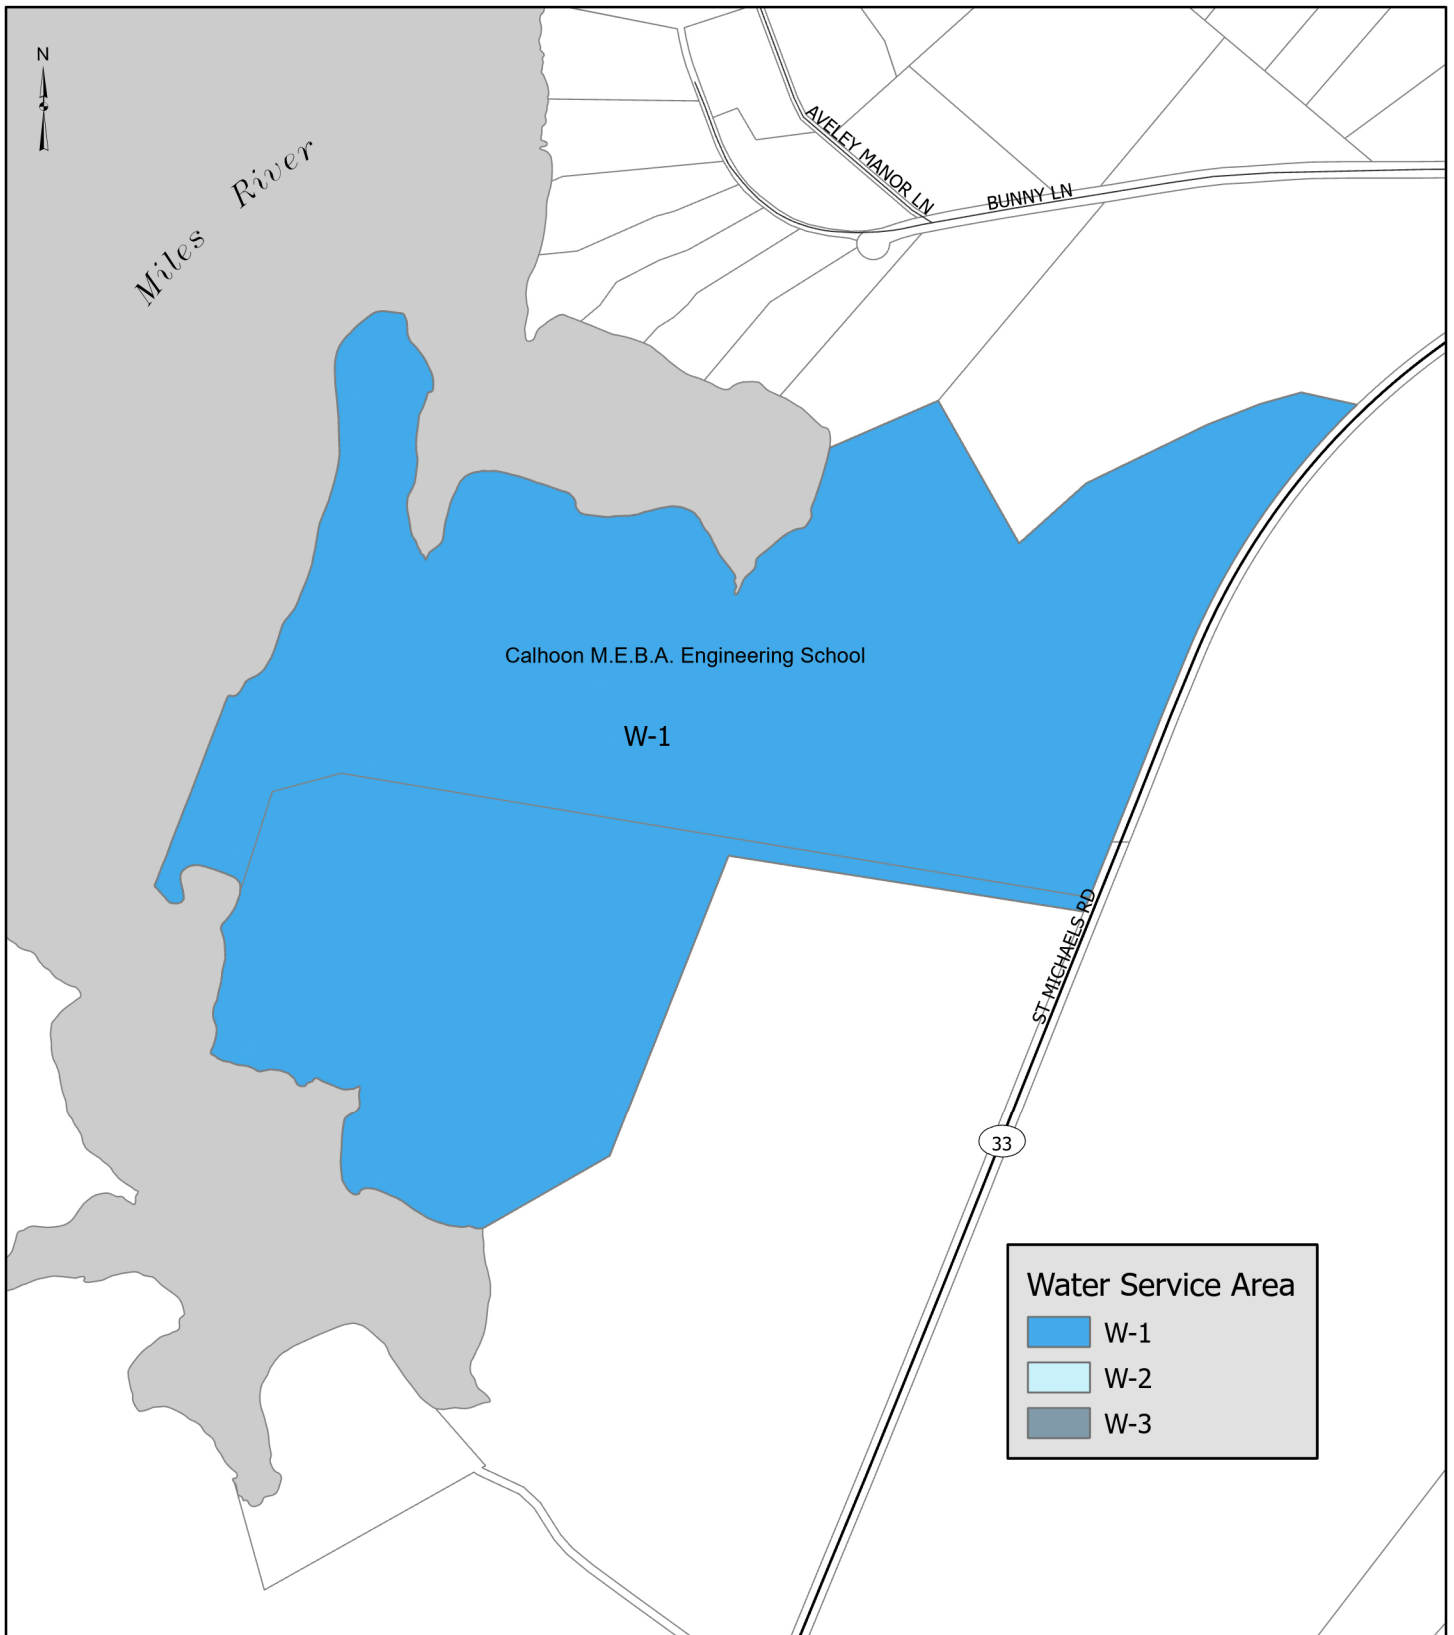 N
Miles River
AVELEY MANOR LN
BUNNY LN
Calhoon M.E.B.A. Engineering School
W-1
ST MICHAELS RD
33
Water Service Area
W-1
W-2
W-3